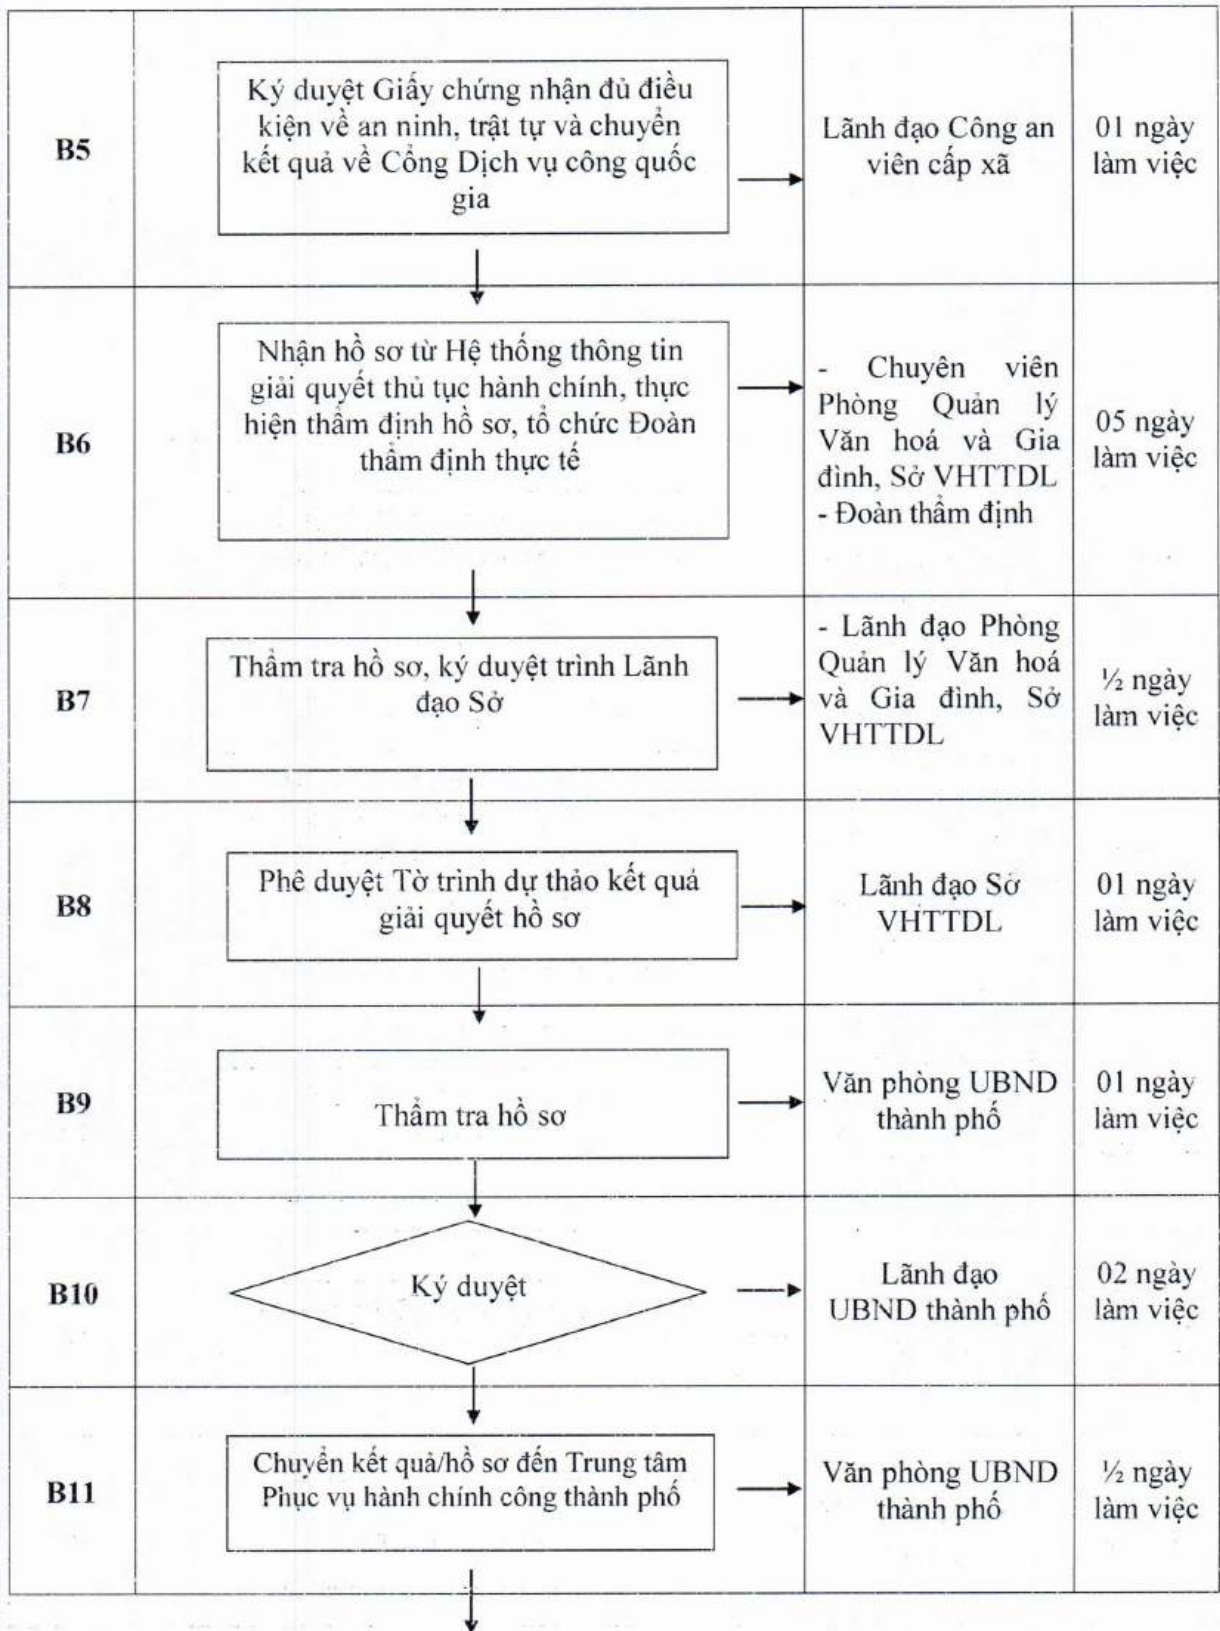 B5
Ký duyệt Giấy chứng nhận đủ điều
kiện về an ninh, trật tự và chuyển
kết quả về Cổng Dịch vụ công quốc
gia
Lãnh đạo Công an
viên cấp xã
01 ngày
làm việc
B6
Nhận hồ sơ từ Hệ thống thông tin
giải quyết thủ tục hành chính, thực
hiện thẩm định hồ sơ, tổ chức Đoàn
thẩm định thực tế
- Chuyên viên
Phòng Quản lý
Văn hoá và Gia
đình, Sở VHTTDL
- Đoàn thẩm định
05 ngày
làm việc
B7
Thẩm tra hồ sơ, ký duyệt trình Lãnh
đạo Sở
- Lãnh đạo Phòng
Quản lý Văn hoá
và Gia đình, Sở
VHTTDL
½ ngày
làm việc
B8
Phê duyệt Tờ trình dự thảo kết quả
giải quyết hồ sơ
Lãnh đạo Sở
VHTTDL
01 ngày
làm việc
B9
Thẩm tra hồ sơ
Văn phòng UBND
thành phố
01 ngày
làm việc
B10
Ký duyệt
Lãnh đạo
UBND thành phố
02 ngày
làm việc
B11
Chuyển kết quả/hồ sơ đến Trung tâm
Phục vụ hành chính công thành phố
Văn phòng UBND
thành phố
½ ngày
làm việc